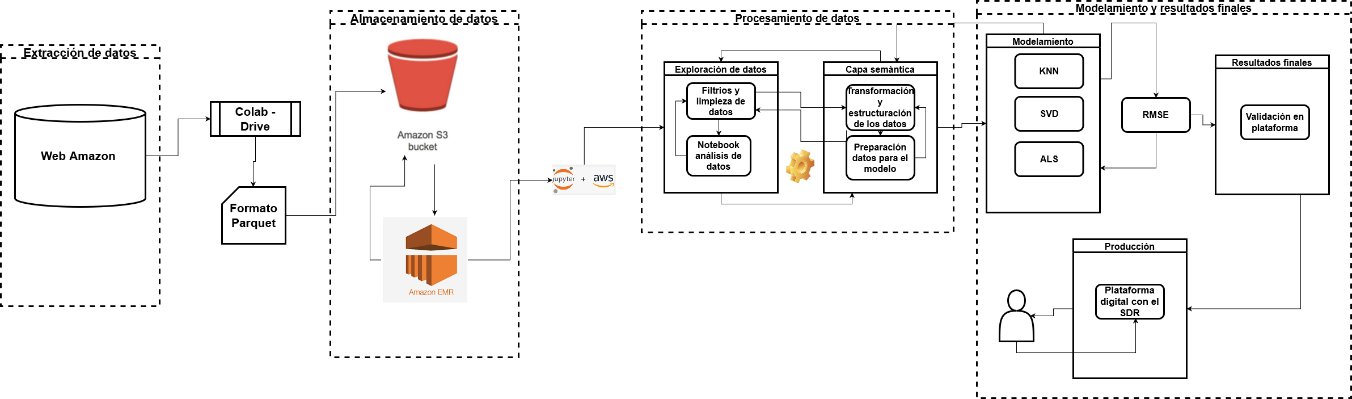 Extracción de datos
Web Amazon
Colab -
Drive
Formato
Parquet
Almacenamiento de datos
Amazon S3
bucket
Amazon EMR
jupyter + aws
Procesamiento de datos
Exploración de datos
Filtrios y
limpieza de
datos
Notebook
análisis de
datos
Capa semántica
Transformación
y
estructuración
de los datos
Preparación
datos para el
modelo
Modelamiento y resultados finales
Modelamiento
KNN
SVD
ALS
RMSE
Resultados finales
Validación en
plataforma
Producción
Plataforma
digital con el
SDR